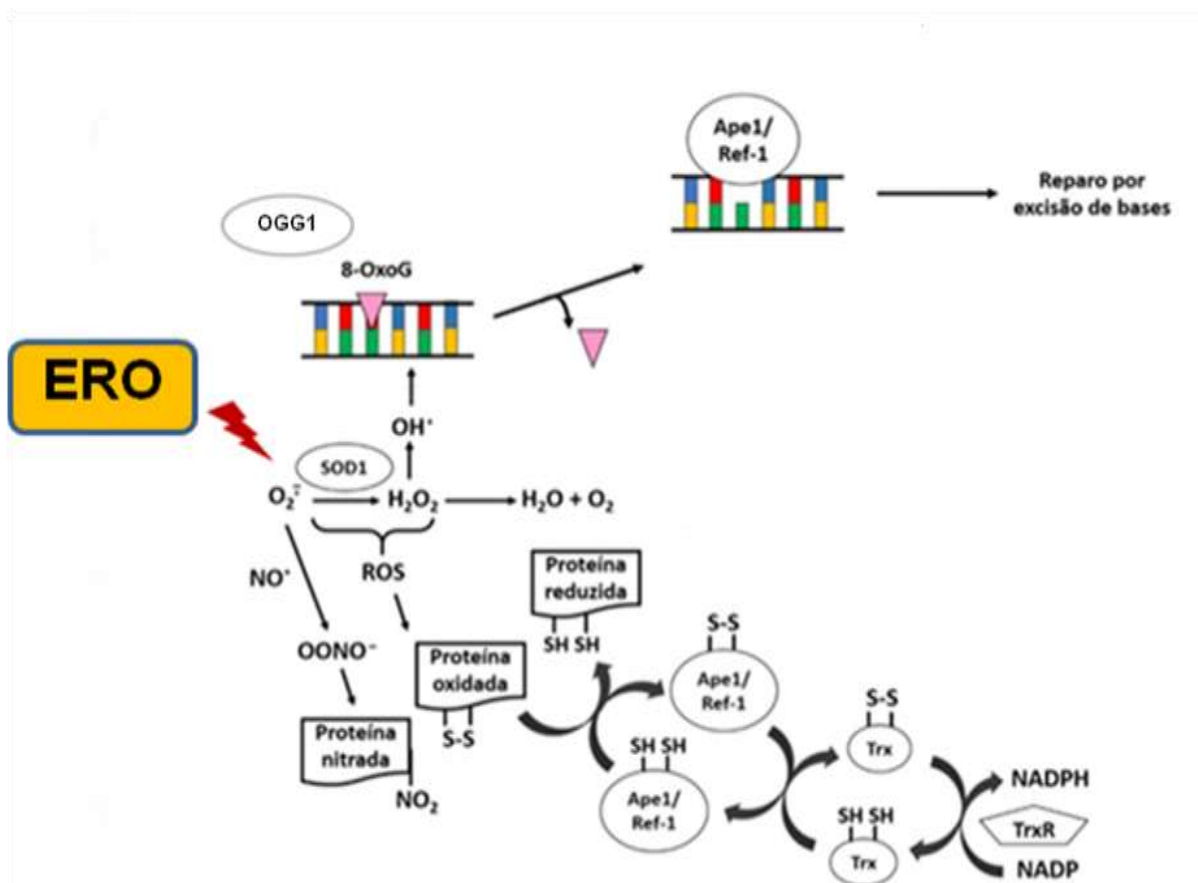 Ape1/
Ref-1
Reparo por
excisão de bases
OGG1
8-OxoG
ERO
OH•
SOD1
O₂•̅
H₂O₂
H₂O + O₂
NO•
ROS
Proteína
reduzida
SH SH
OONO⁻
Proteína
oxidada
S-S
S-S
Ape1/
Ref-1
Proteína
nitrada
NO₂
SH SH
Ape1/
Ref-1
S-S
Trx
SH SH
Trx
NADPH
TrxR
NADP